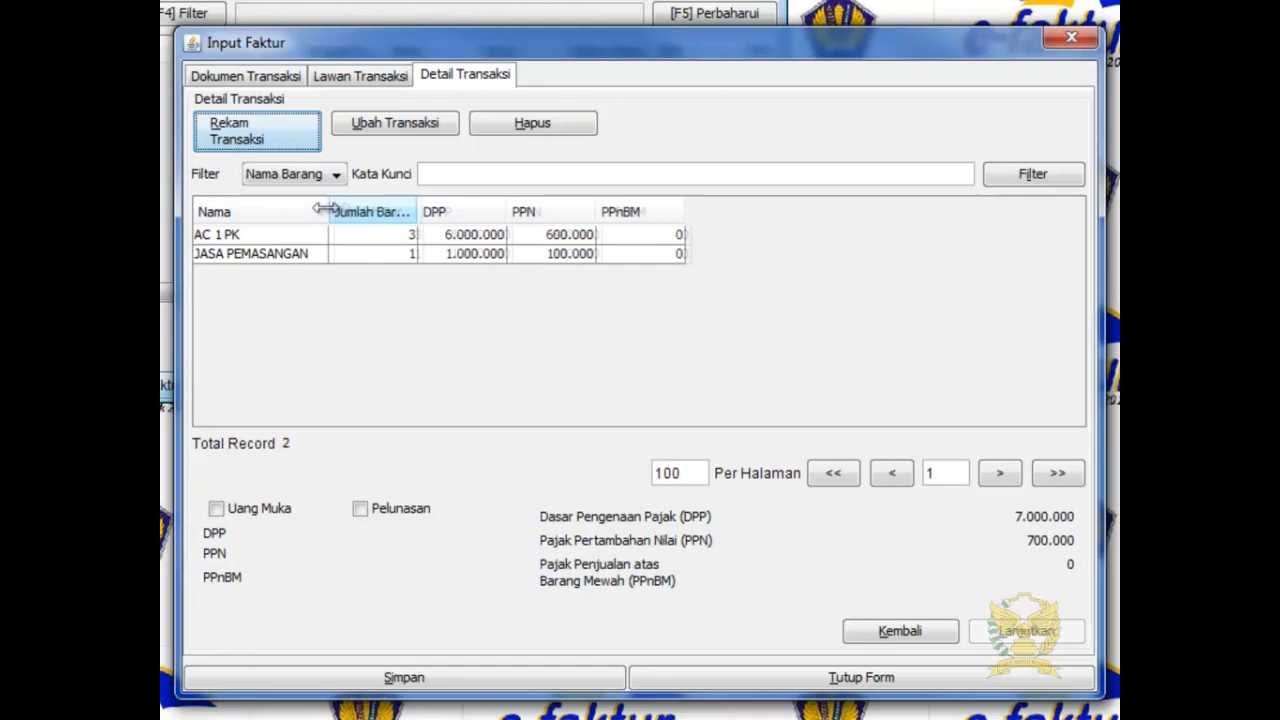 F4] Filter
[F5] Perbaharui
Input Faktur
Dokumen Transaksi Lawan Transaksi Detail Transaksi
Detail Transaksi
Rekam Transaksi Ubah Transaksi Hapus
Filter Nama Barang Kata Kunci Filter
Nama Jumlah Bar... DPP PPN PPnBM
AC 1 PK 3 6.000.000 600.000 0
JASA PEMASANGAN 1 1.000.000 100.000 0
Total Record 2
100 Per Halaman << < 1 > >>
Uang Muka Pelunasan
DPP
PPN
PPnBM
Dasar Pengenaan Pajak (DPP) 7.000.000
Pajak Pertambahan Nilai (PPN) 700.000
Pajak Penjualan atas
Barang Mewah (PPnBM) 0
Kembali Lanjutkan
Simpan Tutup Form
e-faktur